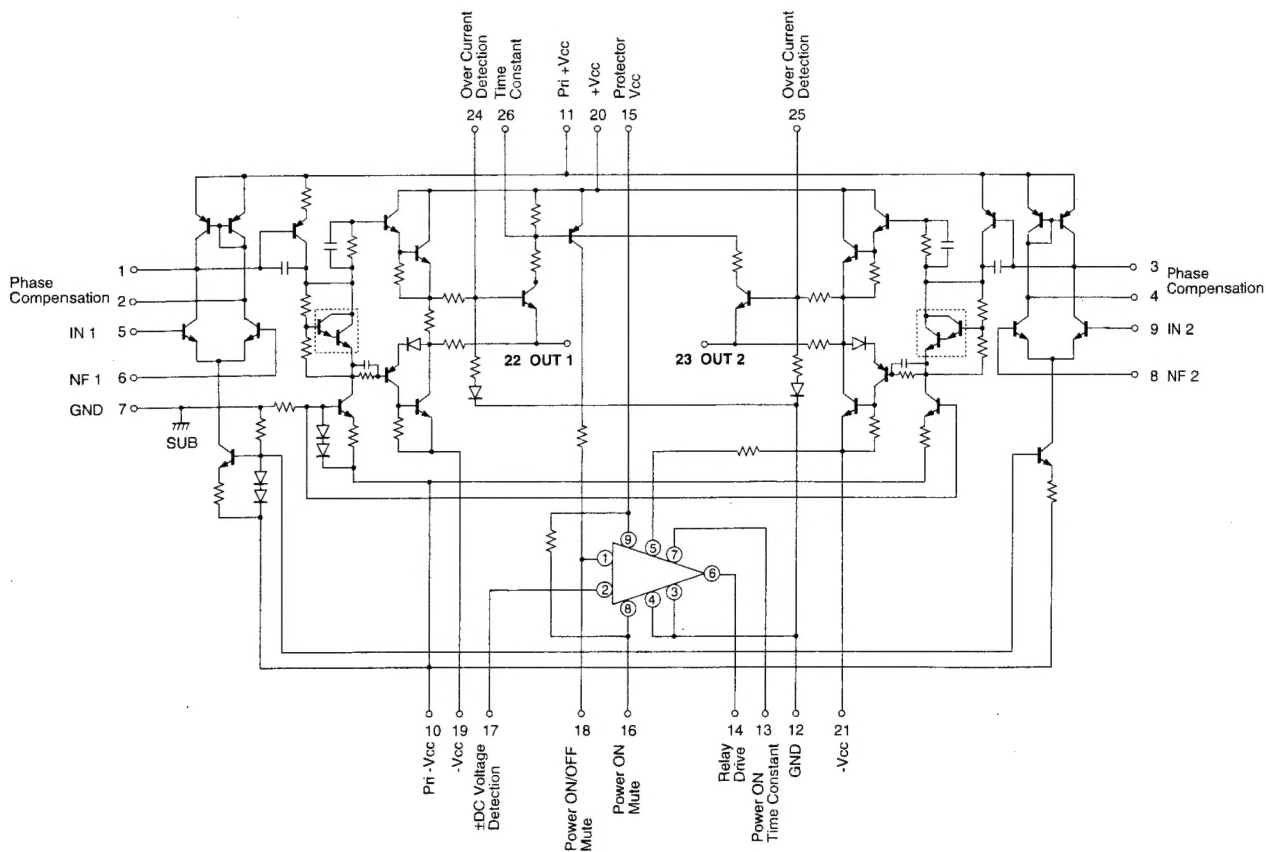 Over Current
Detection
24
Time
Constant
26
Pri +Vcc
11
+Vcc
20
Protector
Vcc
15
Over Current
Detection
25
Phase
Compensation
1
2
IN 1 5
NF 1 6
GND 7
SUB
22 OUT 1
23 OUT 2
3
4
Phase
Compensation
9 IN 2
8 NF 2
9
5
7
1
2
6
8
4
3
10
Pri -Vcc
19
-Vcc
17
±DC Voltage
Detection
18
Power ON/OFF
Mute
16
Power ON
Mute
14
Relay
Drive
13
Power ON
Time Constant
12
GND
21
-Vcc